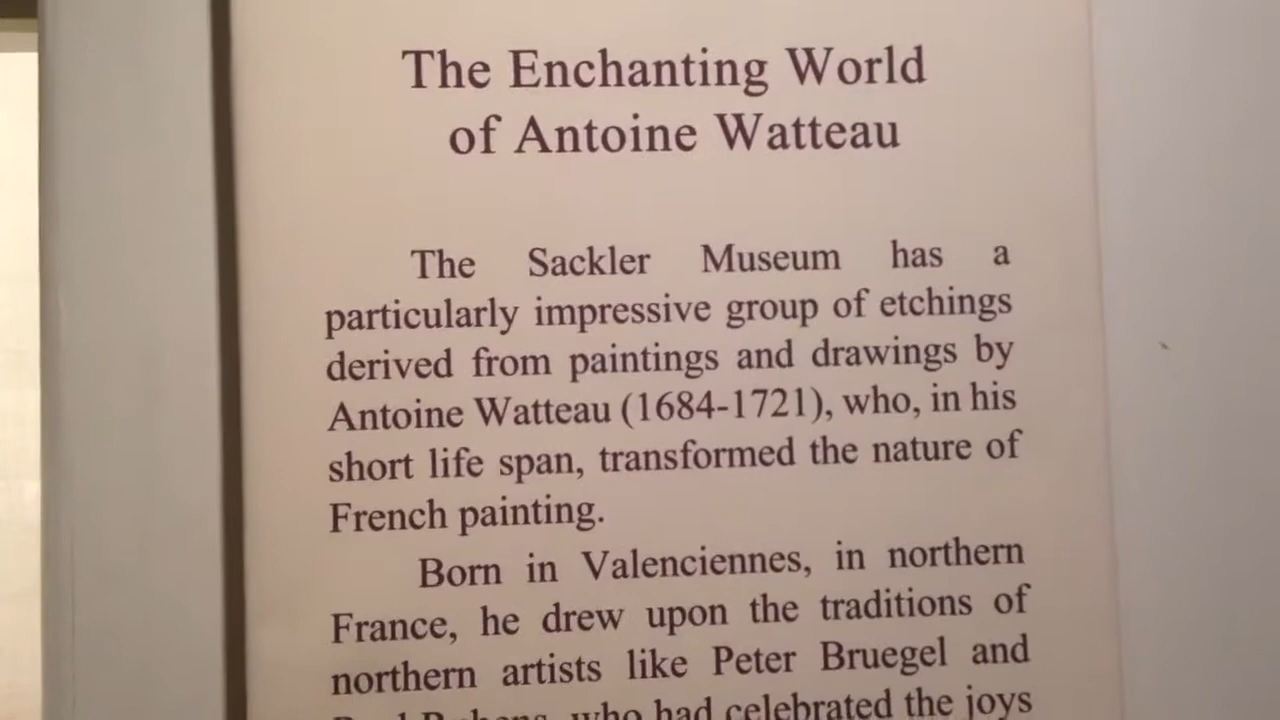 The Enchanting World
of Antoine Watteau
The Sackler Museum has a
particularly impressive group of etchings
derived from paintings and drawings by
Antoine Watteau (1684-1721), who, in his
short life span, transformed the nature of
French painting.
Born in Valenciennes, in northern
France, he drew upon the traditions of
northern artists like Peter Bruegel and
who had celebrated the joys